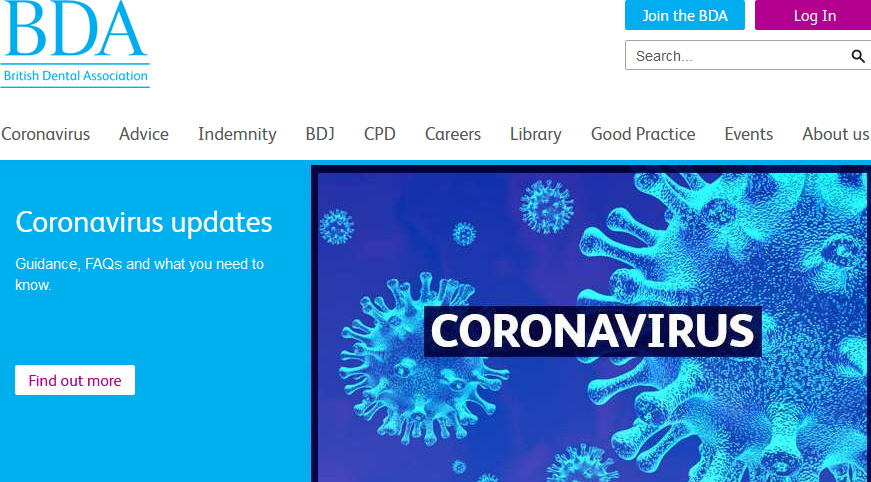 BDA
British Dental Association
Join the BDA
Log In
Search...
Coronavirus Advice Indemnity BDJ CPD Careers Library Good Practice Events About us
Coronavirus updates
Guidance, FAQs and what you need to
know.
Find out more
CORONAVIRUS